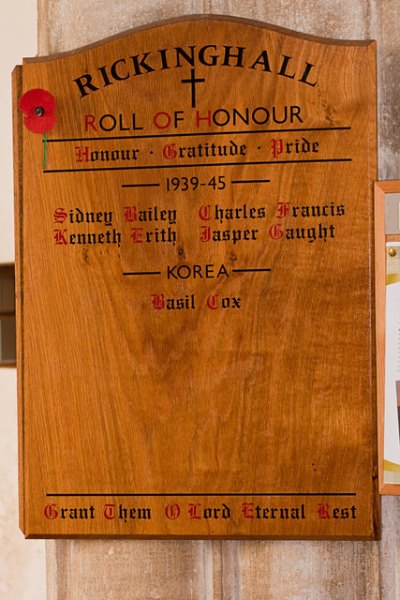 RICKINGHALL
ROLL OF HONOUR
Honour · Gratitude · Pride
1939-45
Sidney Bailey Charles Francis
Kenneth Erith Jasper Gaught
KOREA
Basil Cox
Grant Them O Lord Eternal Rest